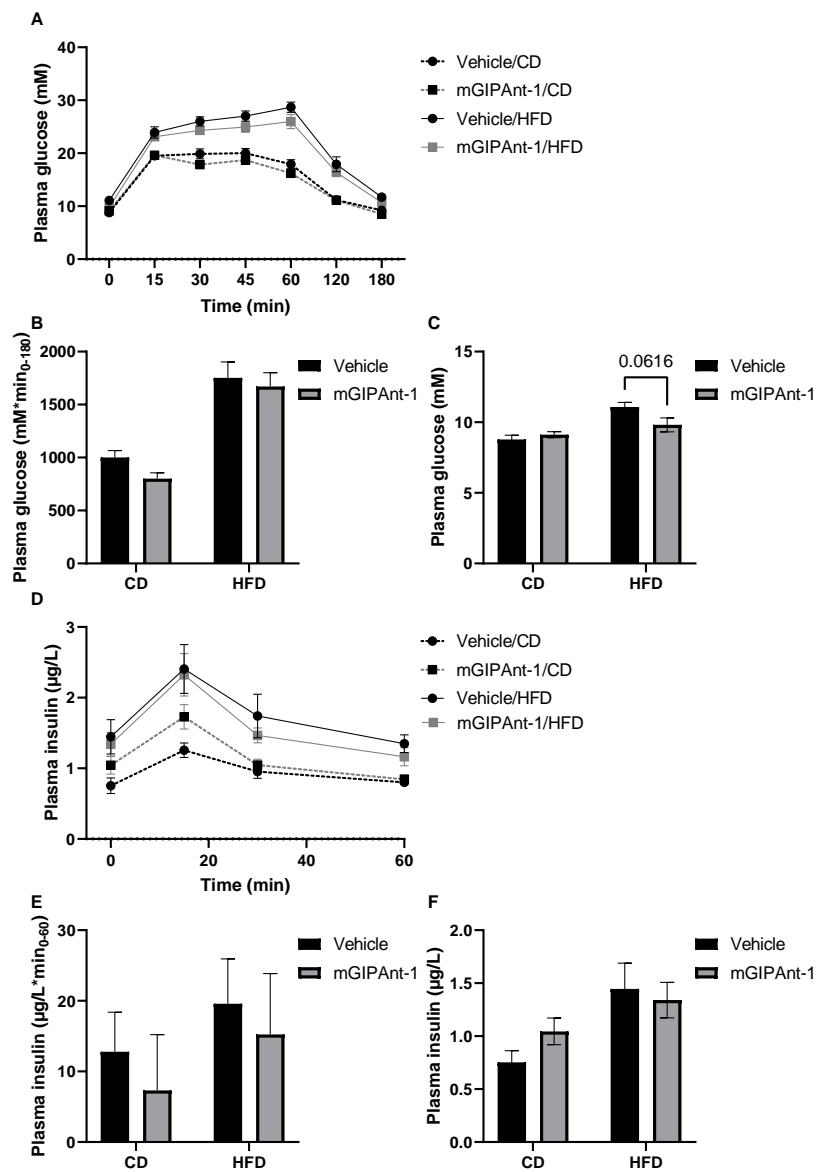 A
Plasma glucose (mM)
40
30
20
10
0
0 15 30 45 60 120 180
Time (min)
Vehicle/CD
mGIPAnt-1/CD
Vehicle/HFD
mGIPAnt-1/HFD
B
Plasma glucose (mM*min0-180)
2000
1500
1000
500
0
CD HFD
Vehicle
mGIPAnt-1
C
Plasma glucose (mM)
15
10
5
0
0.0616
CD HFD
Vehicle
mGIPAnt-1
D
Plasma insulin (µg/L)
3
2
1
0
0 20 40 60
Time (min)
Vehicle/CD
mGIPAnt-1/CD
Vehicle/HFD
mGIPAnt-1/HFD
E
Plasma insulin (µg/L*min0-60)
30
20
10
0
CD HFD
Vehicle
mGIPAnt-1
F
Plasma insulin (µg/L)
2.0
1.5
1.0
0.5
0.0
CD HFD
Vehicle
mGIPAnt-1